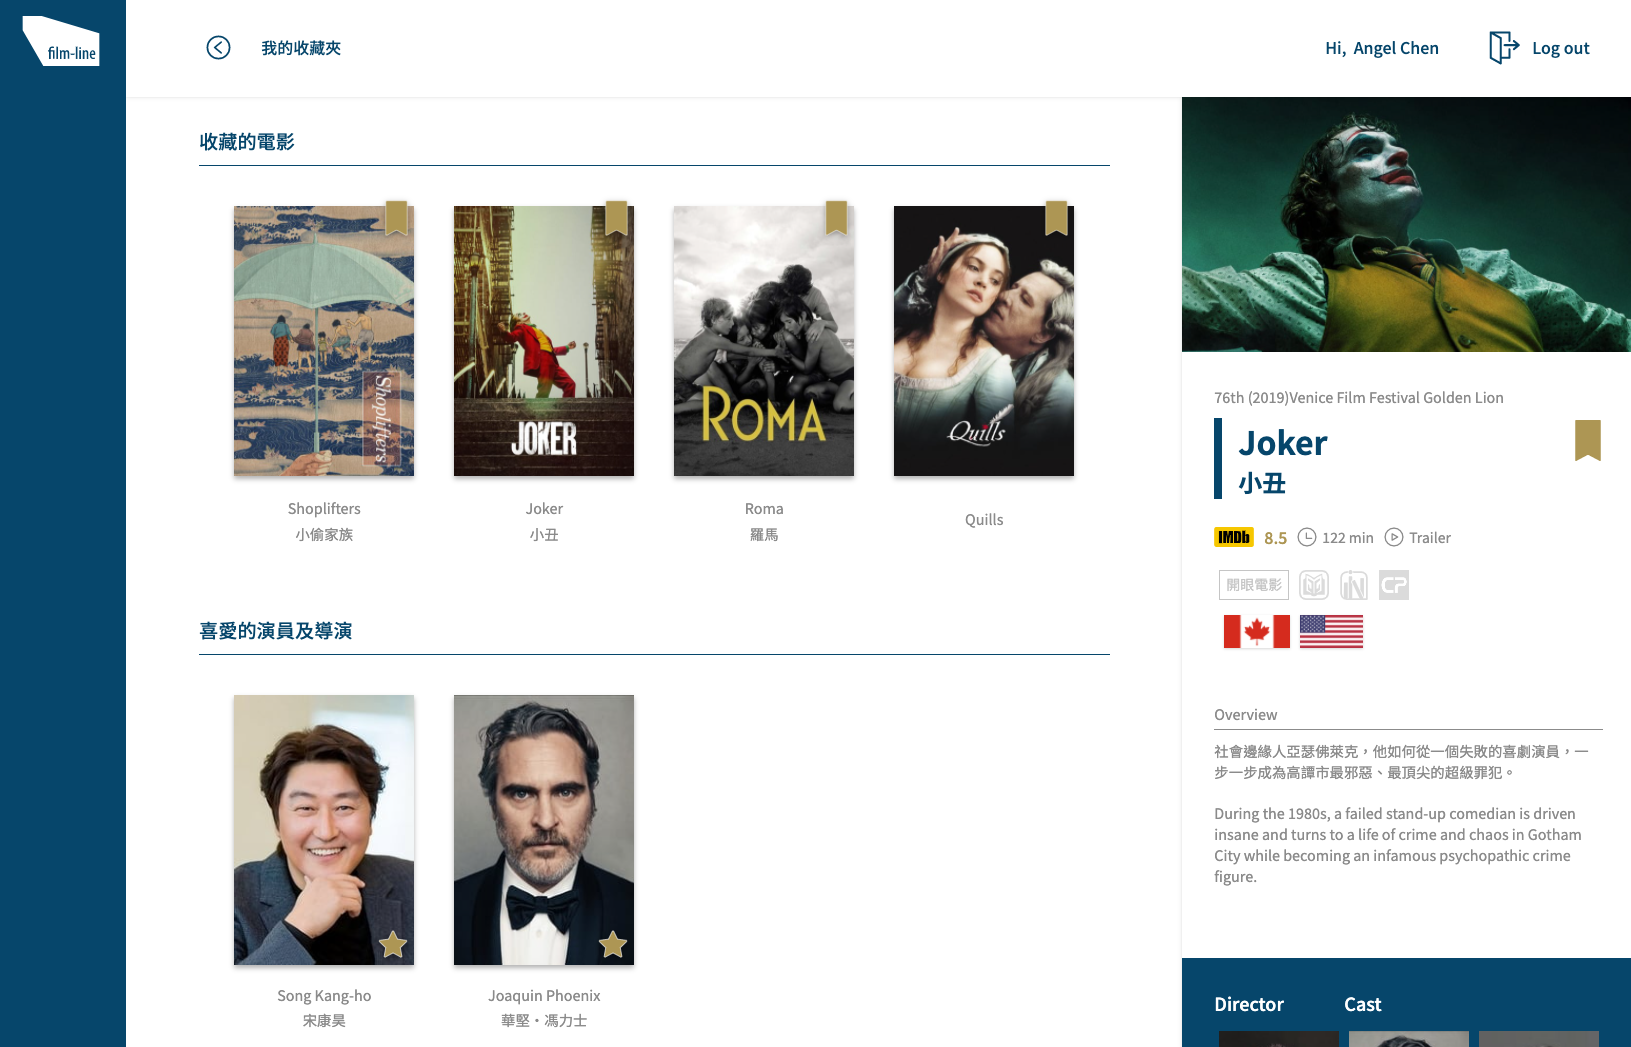 film-line
我的收藏夾
Hi, Angel Chen
Log out
收藏的電影
Shoplifters
JOKER
ROMA
Quills
Shoplifters
小偷家族
Joker
小丑
Roma
羅馬
Quills
喜愛的演員及導演
Song Kang-ho
宋康昊
Joaquin Phoenix
華堅・馮力士
76th (2019)Venice Film Festival Golden Lion
Joker
小丑
IMDb 8.5 122 min Trailer
開眼電影 iN CP
Overview
社會邊緣人亞瑟佛萊克，他如何從一個失敗的喜劇演員，一
步一步成為高譚市最邪惡、最頂尖的超級罪犯。
During the 1980s, a failed stand-up comedian is driven
insane and turns to a life of crime and chaos in Gotham
City while becoming an infamous psychopathic crime
figure.
Director Cast